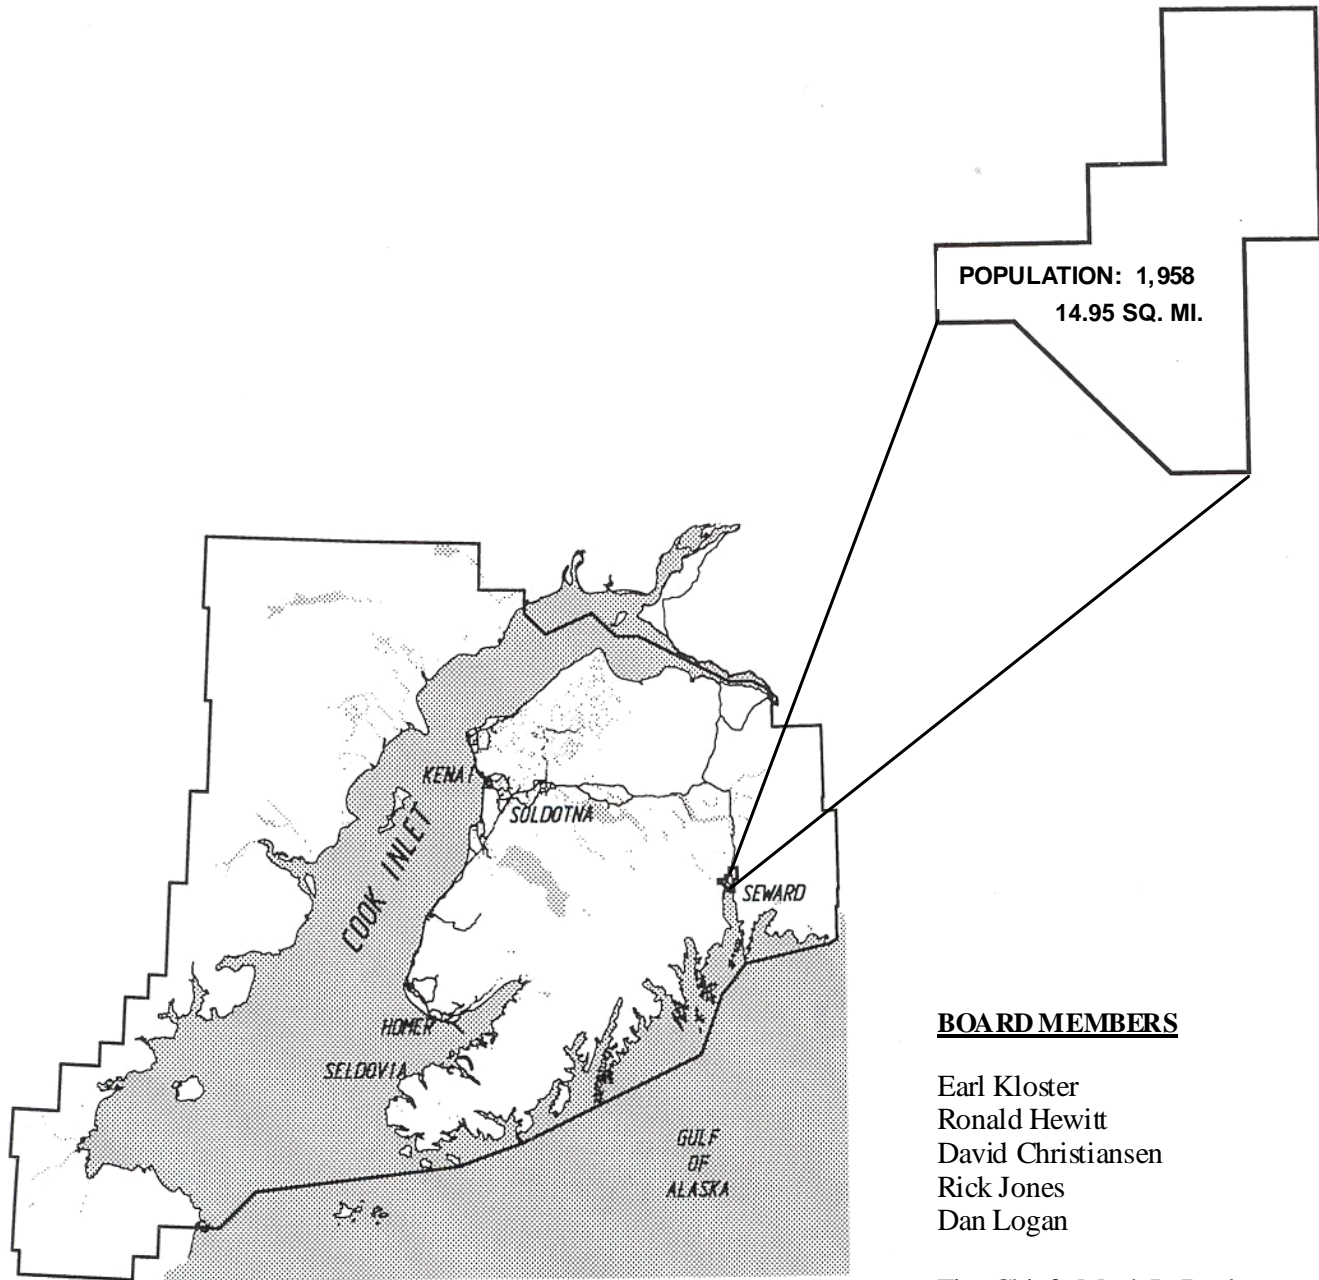 POPULATION: 1,958
14.95 SQ. MI.
KENAI
SOLDOTNA
COOK INLET
SEWARD
HOMER
SELDOVIA
GULF
OF
ALASKA
BOARD MEMBERS
Earl Kloster
Ronald Hewitt
David Christiansen
Rick Jones
Dan Logan